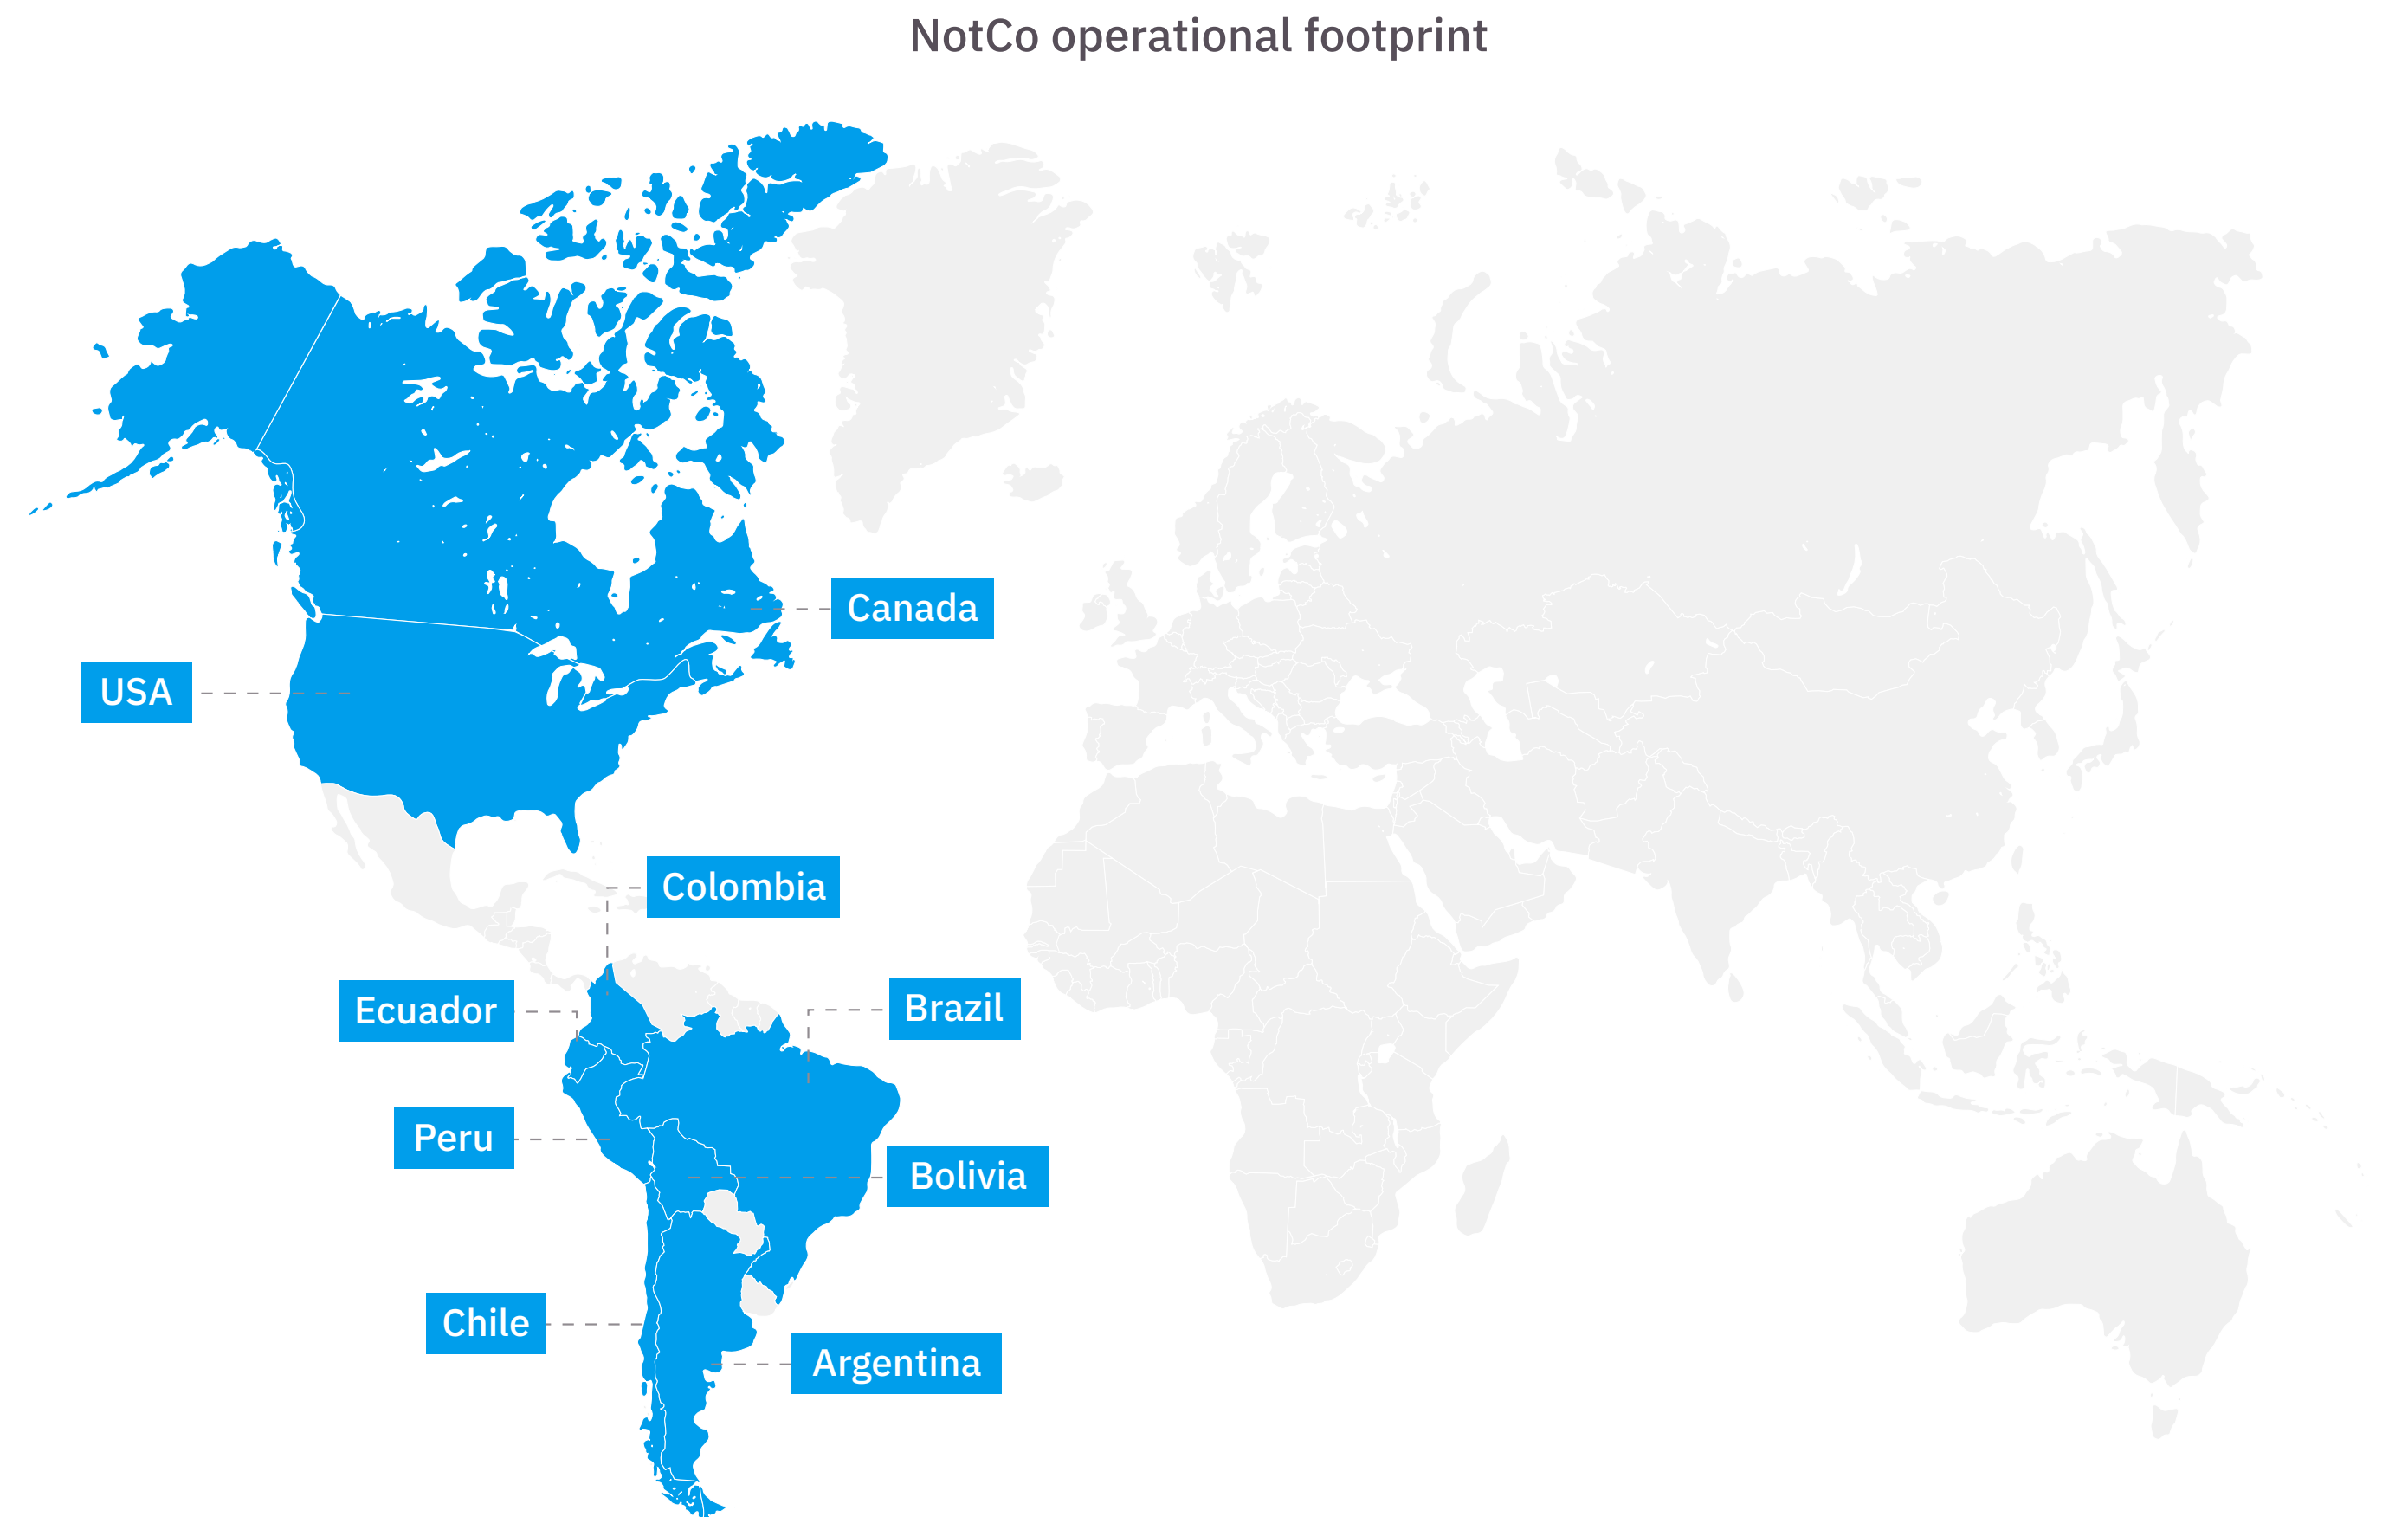 NotCo operational footprint
Canada
USA
Colombia
Ecuador
Brazil
Peru
Bolivia
Chile
Argentina